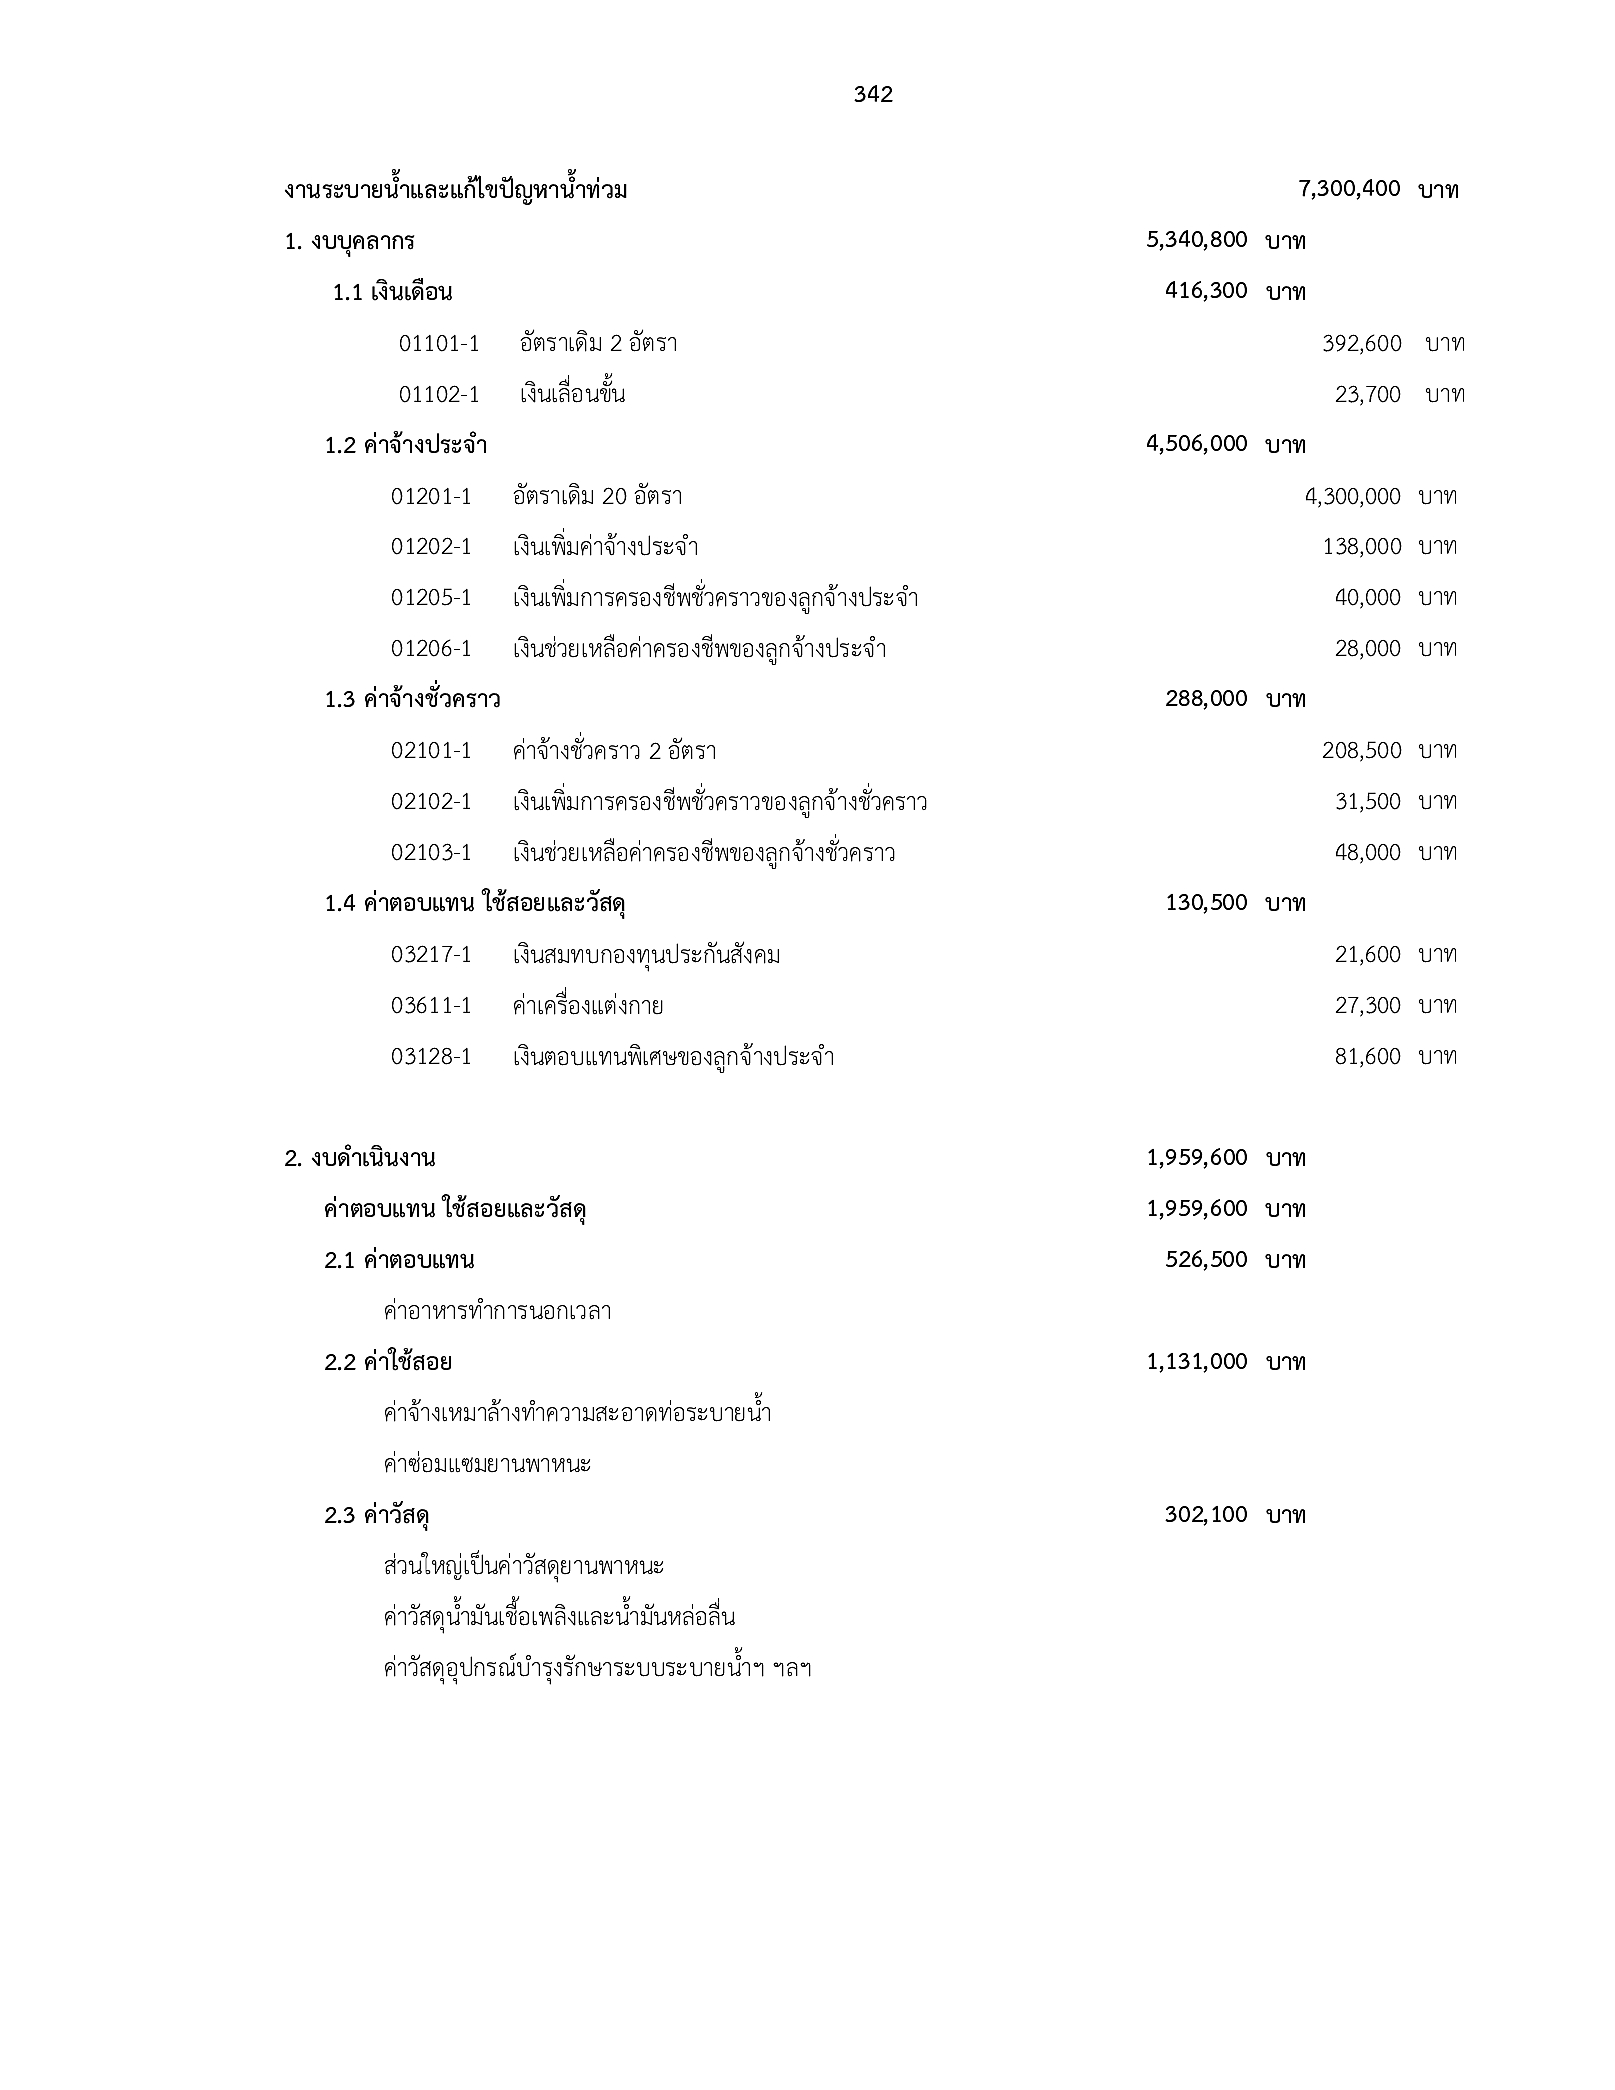 342
งานระบายน้ำและแก้ไขปัญหาน้ำท่วม 7,300,400 บาท
1. งบบุคลากร 5,340,800 บาท
1.1 เงินเดือน 416,300 บาท
01101-1 อัตราเดิม 2 อัตรา 392,600 บาท
01102-1 เงินเลื่อนขั้น 23,700 บาท
1.2 ค่าจ้างประจำ 4,506,000 บาท
01201-1 อัตราเดิม 20 อัตรา 4,300,000 บาท
01202-1 เงินเพิ่มค่าจ้างประจำ 138,000 บาท
01205-1 เงินเพิ่มการครองชีพชั่วคราวของลูกจ้างประจำ 40,000 บาท
01206-1 เงินช่วยเหลือค่าครองชีพของลูกจ้างประจำ 28,000 บาท
1.3 ค่าจ้างชั่วคราว 288,000 บาท
02101-1 ค่าจ้างชั่วคราว 2 อัตรา 208,500 บาท
02102-1 เงินเพิ่มการครองชีพชั่วคราวของลูกจ้างชั่วคราว 31,500 บาท
02103-1 เงินช่วยเหลือค่าครองชีพของลูกจ้างชั่วคราว 48,000 บาท
1.4 ค่าตอบแทน ใช้สอยและวัสดุ 130,500 บาท
03217-1 เงินสมทบกองทุนประกันสังคม 21,600 บาท
03611-1 ค่าเครื่องแต่งกาย 27,300 บาท
03128-1 เงินตอบแทนพิเศษของลูกจ้างประจำ 81,600 บาท
2. งบดำเนินงาน 1,959,600 บาท
ค่าตอบแทน ใช้สอยและวัสดุ 1,959,600 บาท
2.1 ค่าตอบแทน 526,500 บาท
ค่าอาหารทำการนอกเวลา
2.2 ค่าใช้สอย 1,131,000 บาท
ค่าจ้างเหมาล้างทำความสะอาดท่อระบายน้ำ
ค่าซ่อมแซมยานพาหนะ
2.3 ค่าวัสดุ 302,100 บาท
ส่วนใหญ่เป็นค่าวัสดุยานพาหนะ
ค่าวัสดุน้ำมันเชื้อเพลิงและน้ำมันหล่อลื่น
ค่าวัสดุอุปกรณ์บำรุงรักษาระบบระบายน้ำฯ ฯลฯ